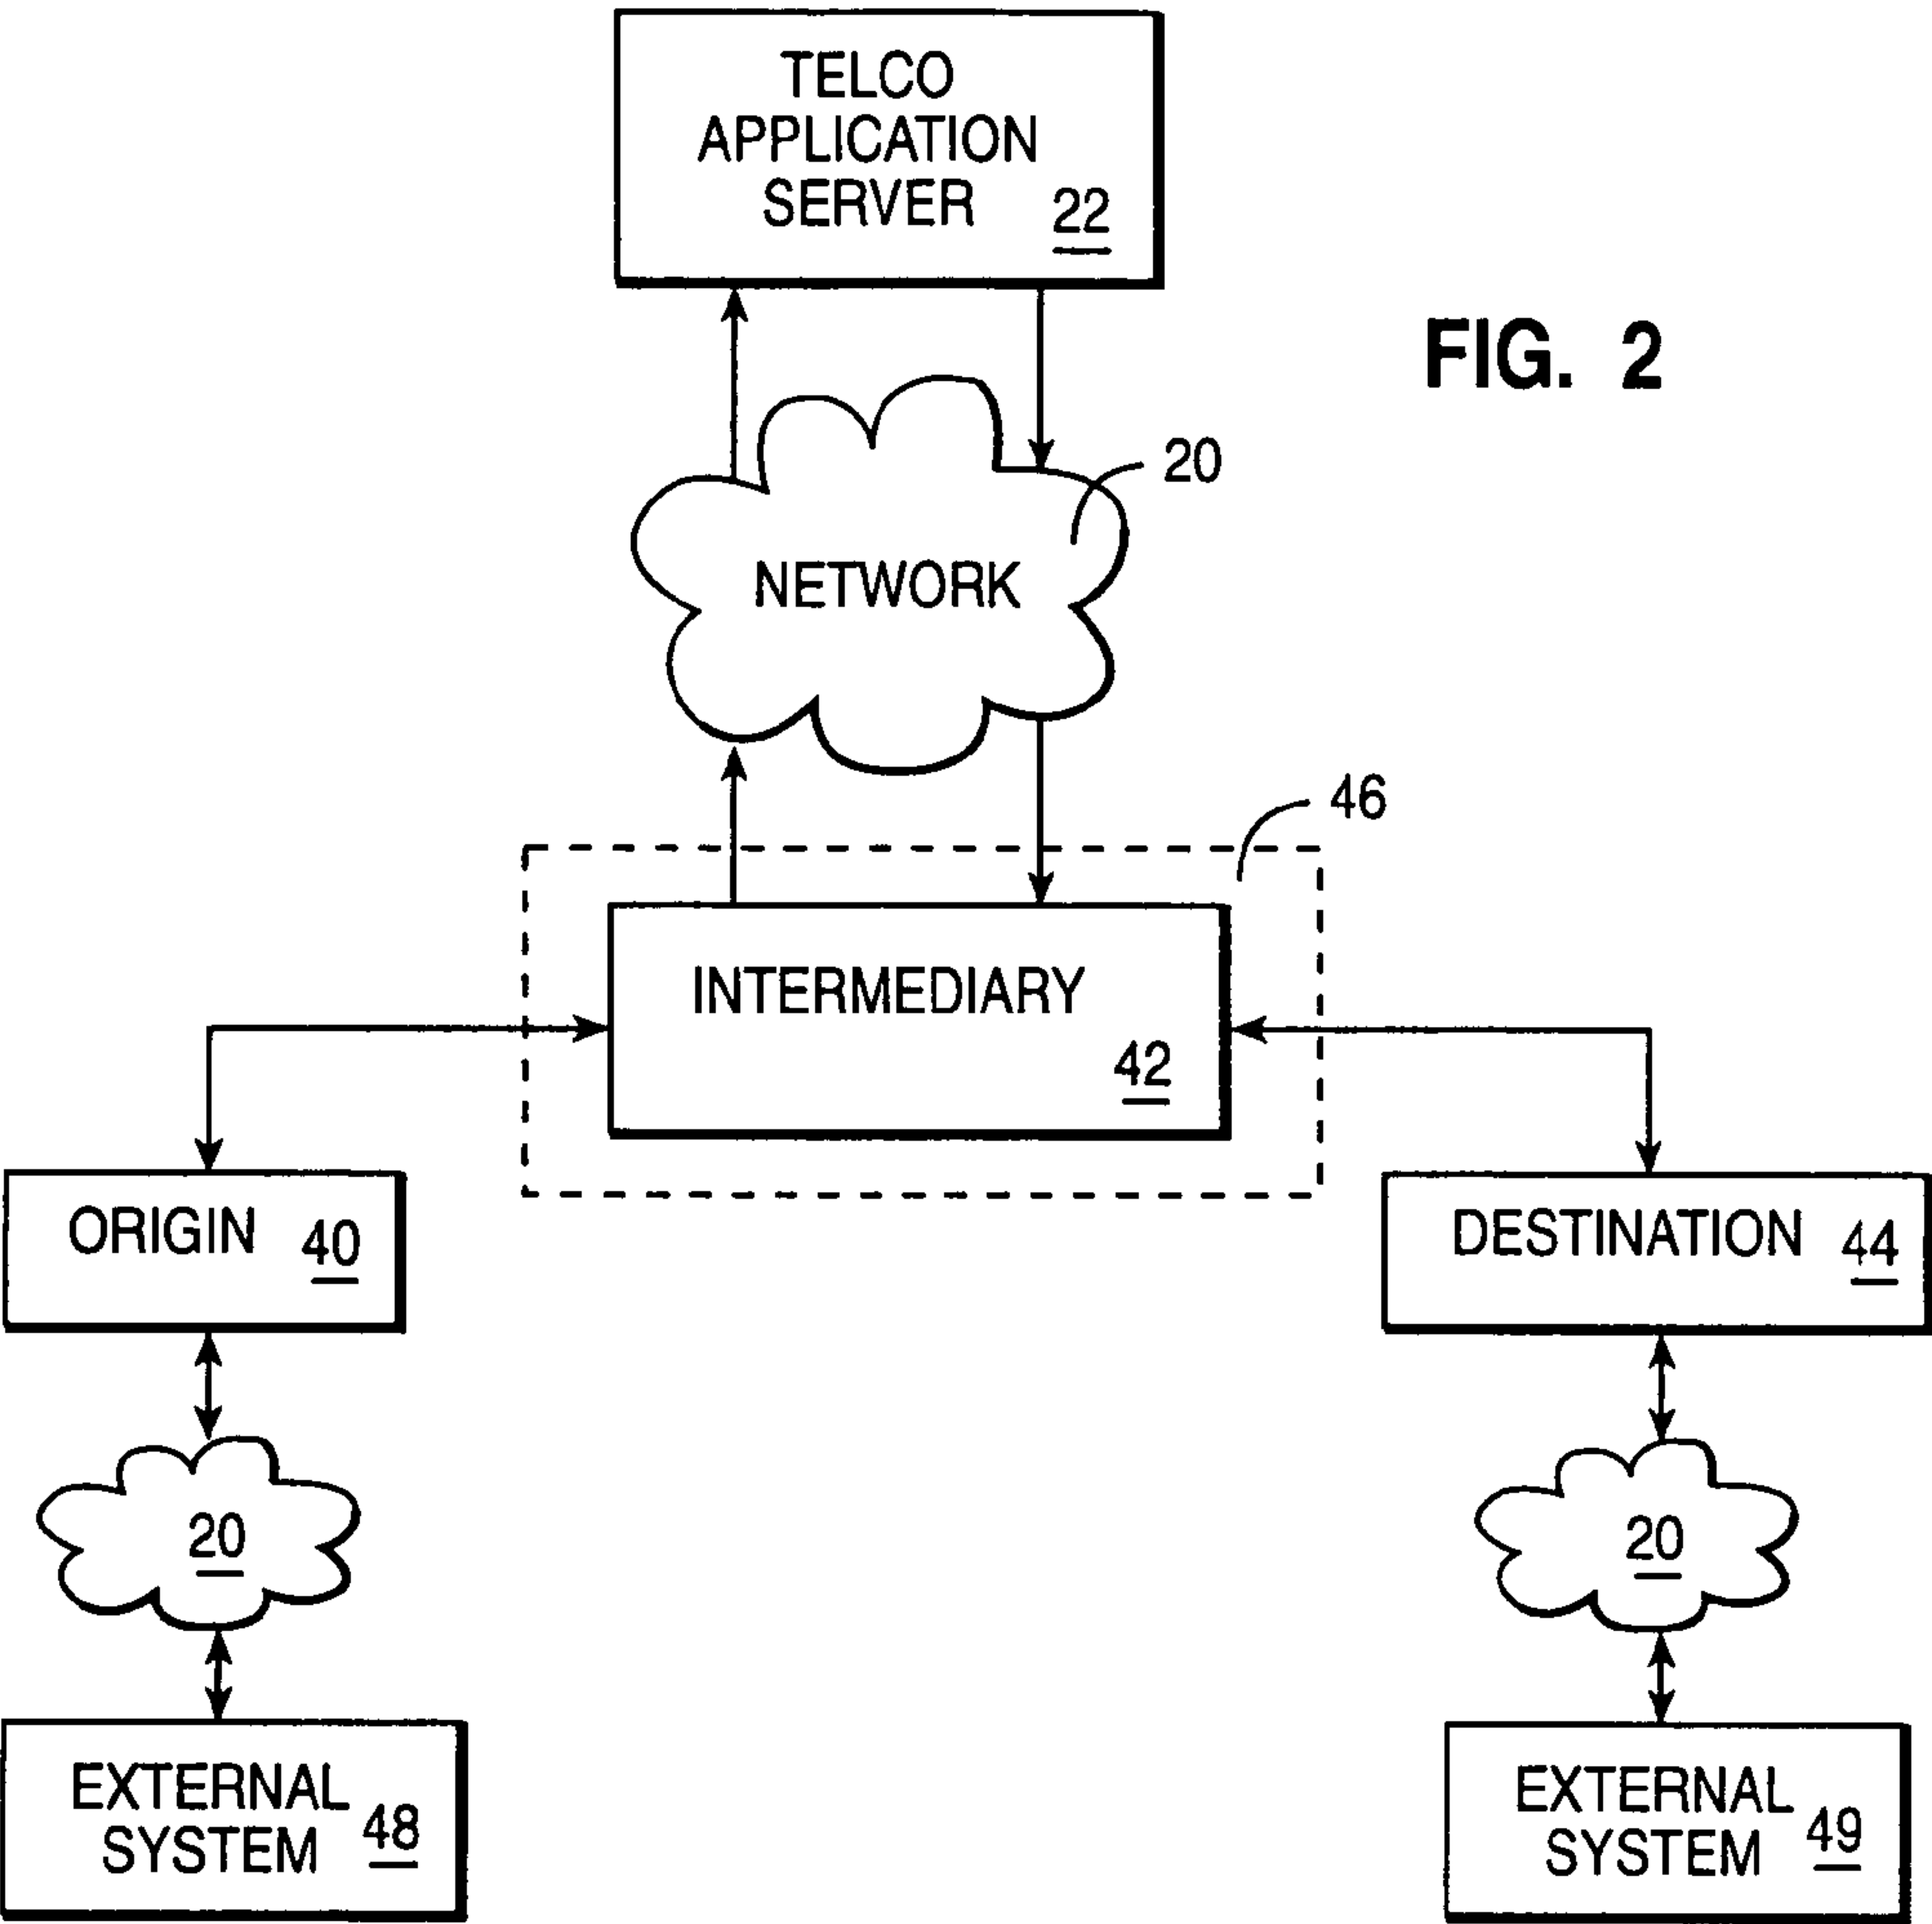 TELCO
APPLICATION
SERVER 22
FIG. 2
20
NETWORK
46
INTERMEDIARY
42
ORIGIN 40
DESTINATION 44
20
20
EXTERNAL
SYSTEM 48
EXTERNAL
SYSTEM 49